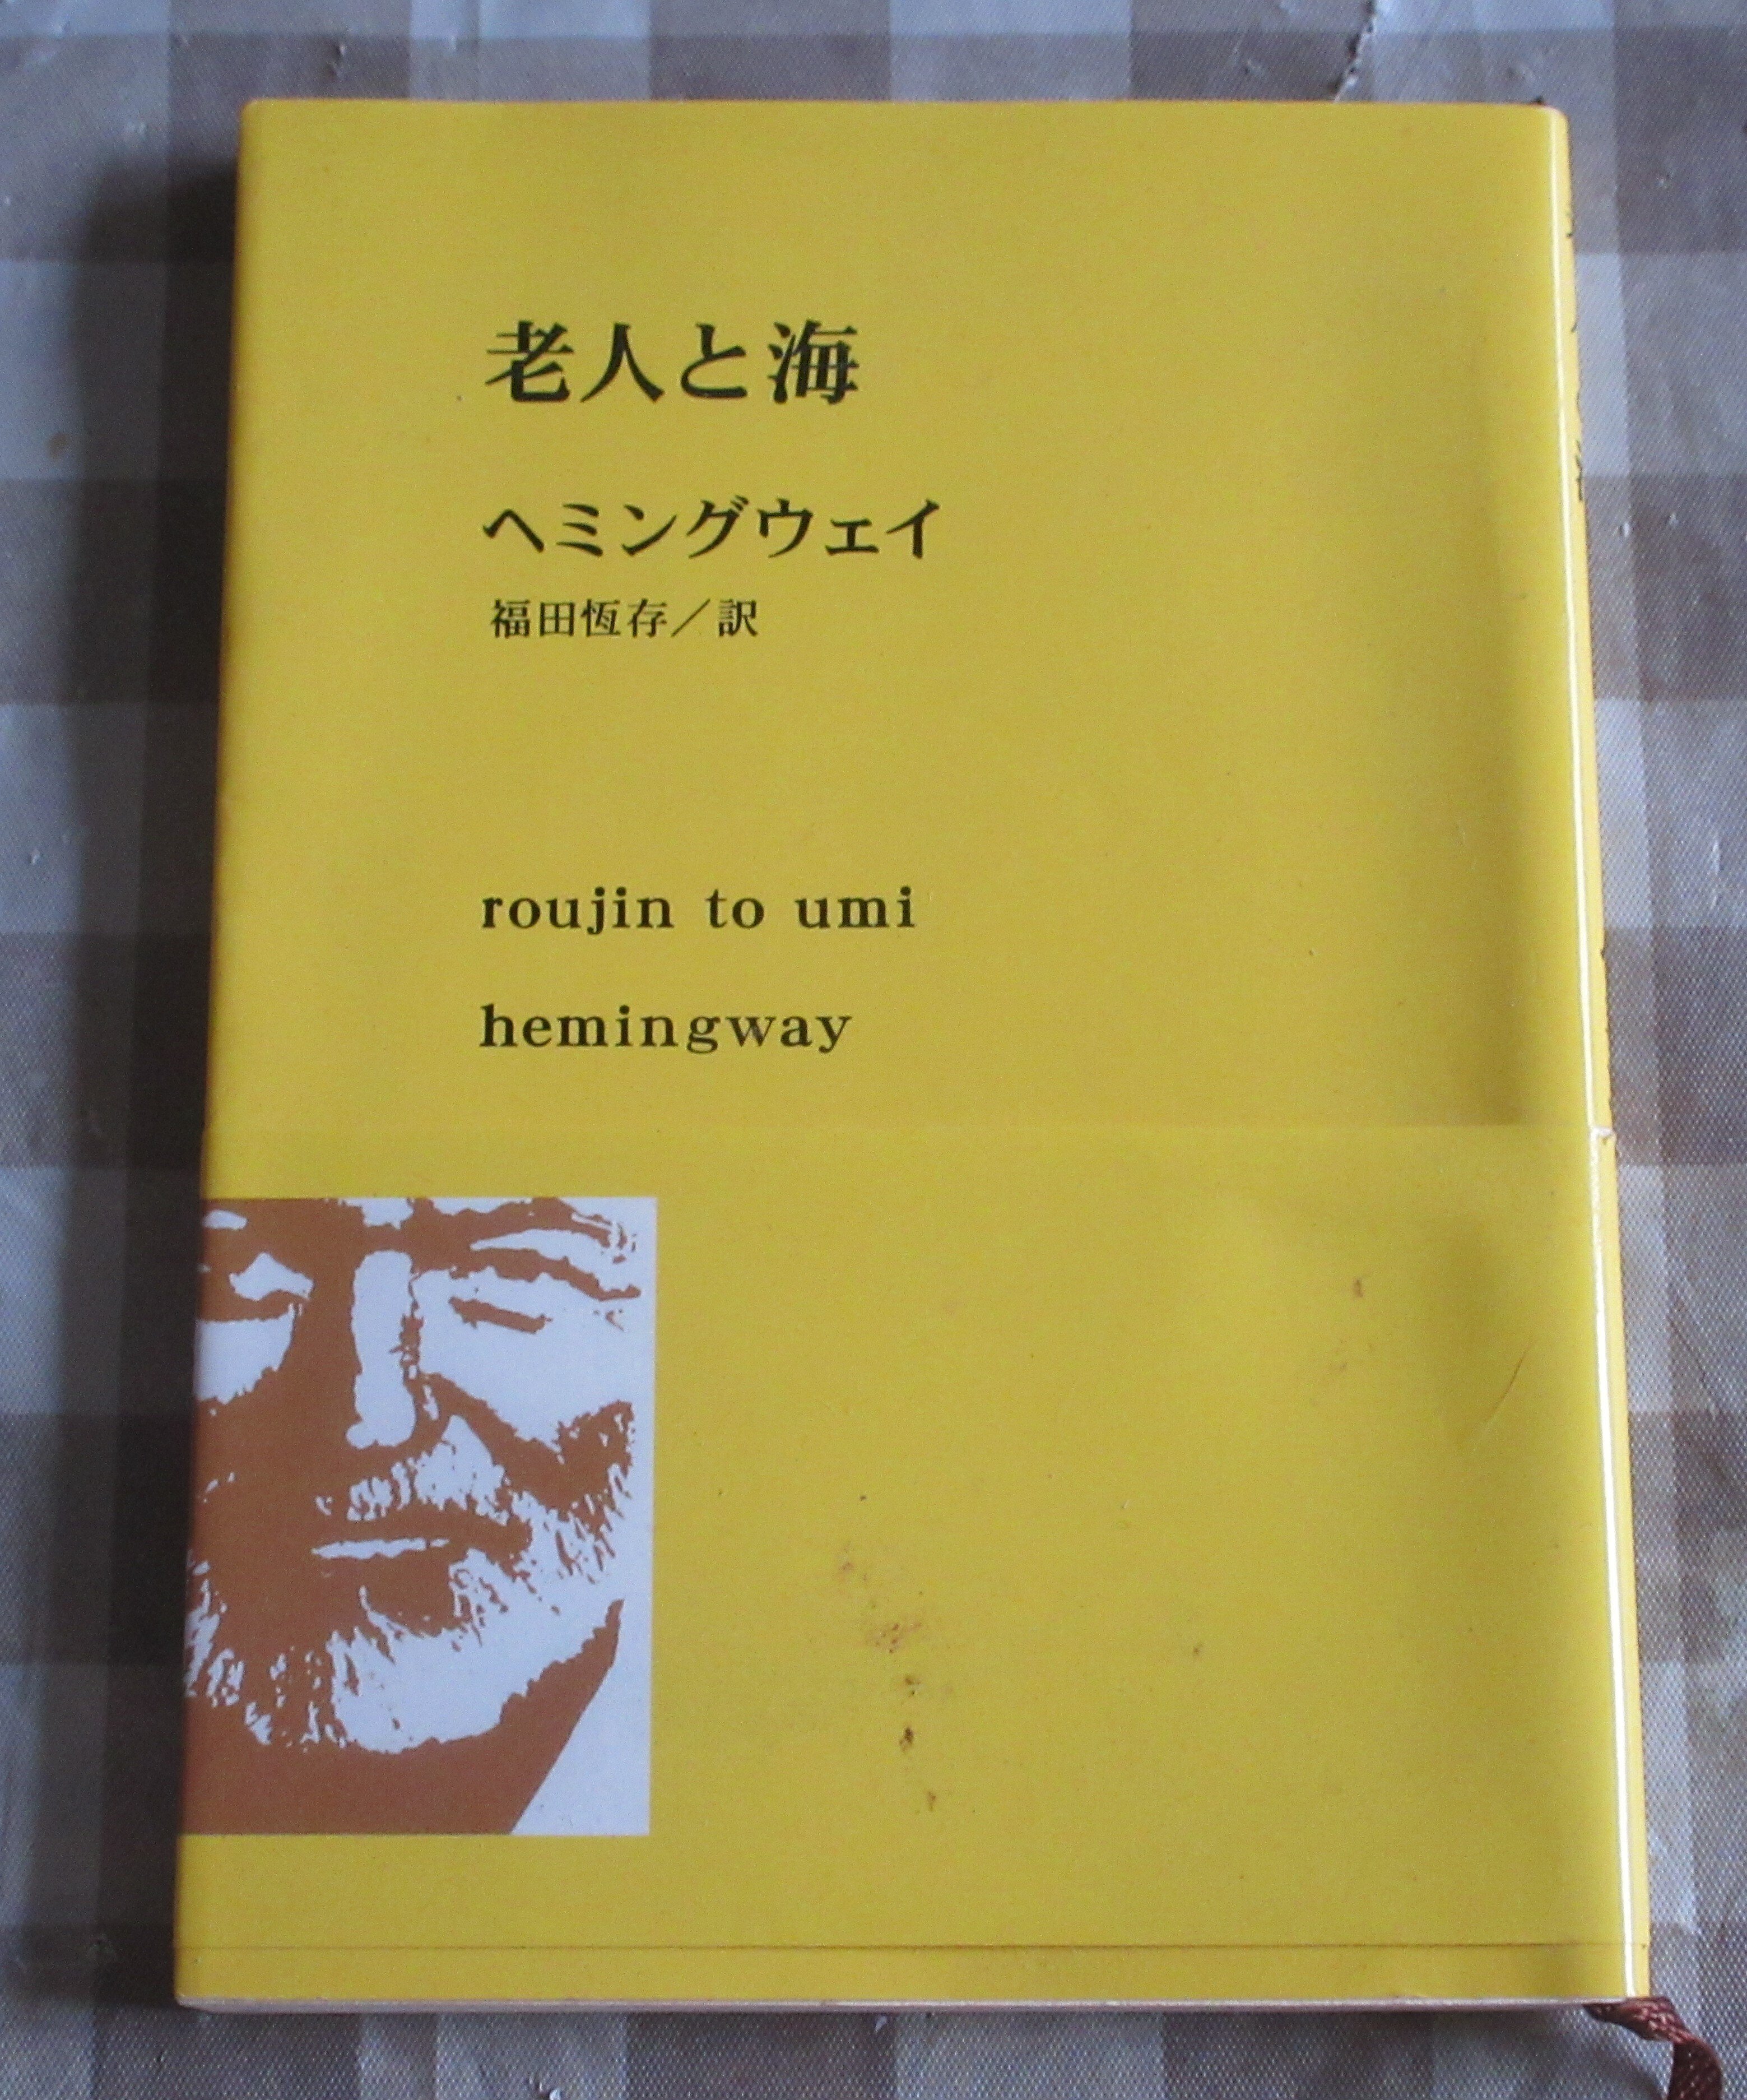 老人と海
ヘミングウェイ
福田恆存／訳
roujin to umi
hemingway